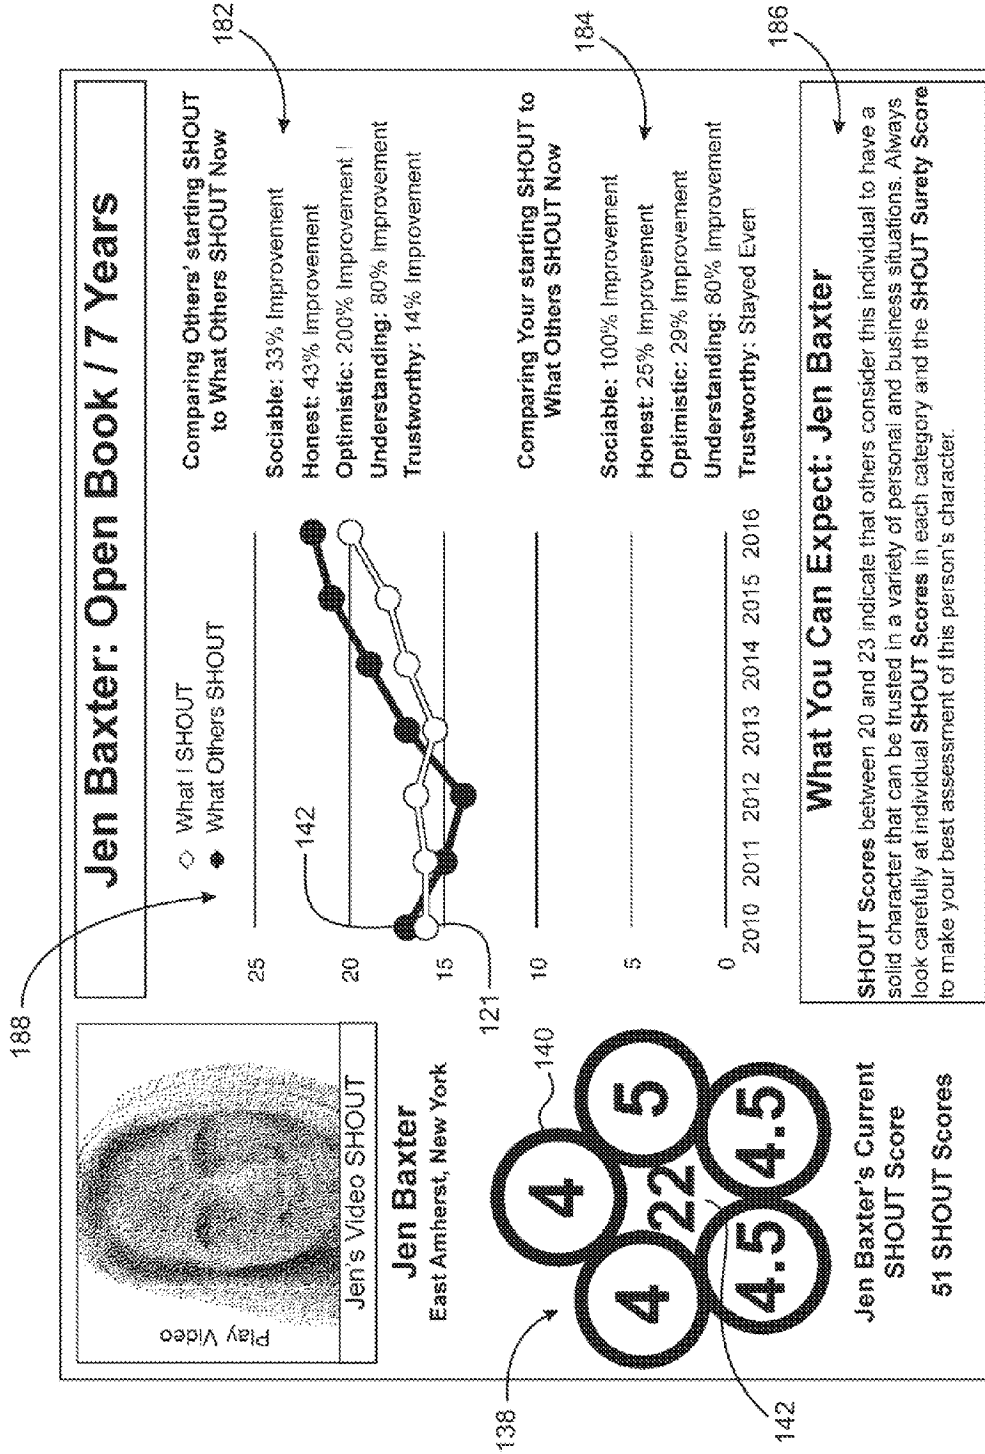 188
Play Video
Jen's Video SHOUT
Jen Baxter
East Amherst, New York
138
140
4
4
5
22
4.5
4.5
142
Jen Baxter's Current
SHOUT Score
51 SHOUT Scores
Jen Baxter: Open Book / 7 Years
What I SHOUT
What Others SHOUT
142
121
25
20
15
10
5
0
2010 2011 2012 2013 2014 2015 2016
182
Comparing Others' starting SHOUT
to What Others SHOUT Now
Sociable: 33% Improvement
Honest: 43% Improvement
Optimistic: 200% Improvement !
Understanding: 80% Improvement
Trustworthy: 14% Improvement
184
Comparing Your starting SHOUT to
What Others SHOUT Now
Sociable: 100% Improvement
Honest: 25% Improvement
Optimistic: 29% Improvement
Understanding: 80% Improvement
Trustworthy: Stayed Even
186
What You Can Expect: Jen Baxter
SHOUT Scores between 20 and 23 indicate that others consider this individual to have a
solid character that can be trusted in a variety of personal and business situations. Always
look carefully at individual SHOUT Scores in each category and the SHOUT Surety Score
to make your best assessment of this person's character.